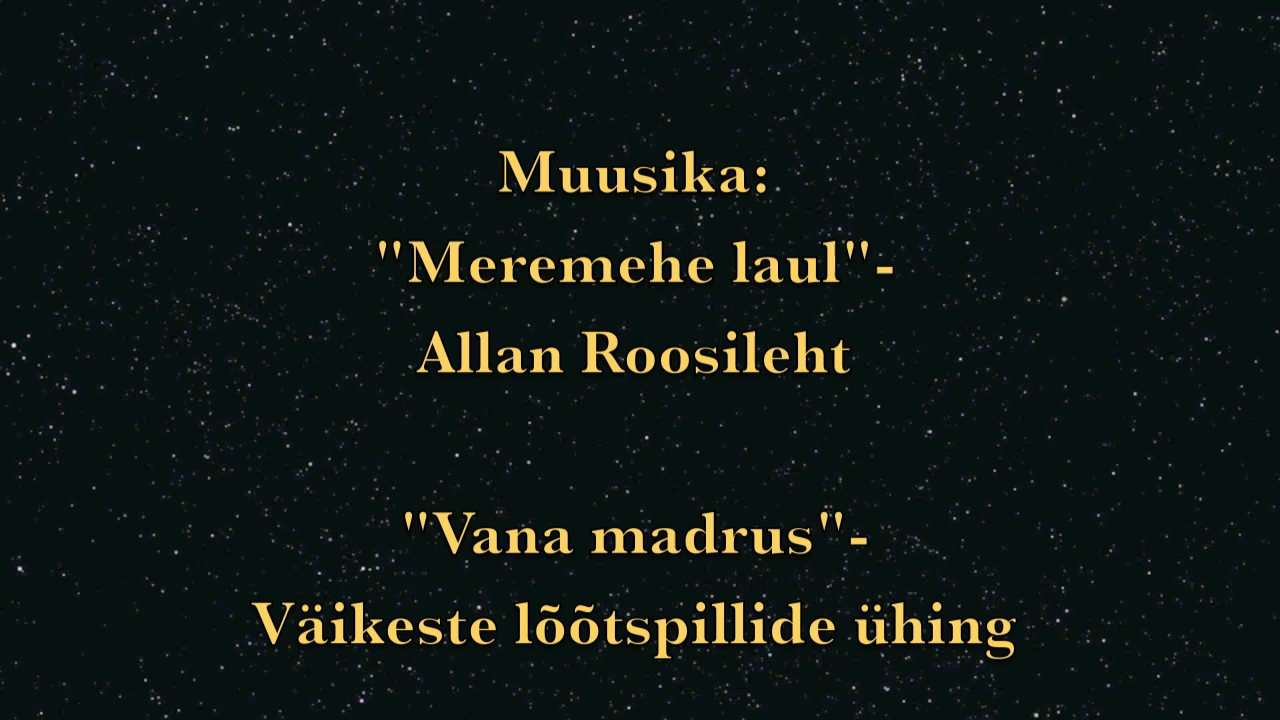 Muusika:
"Meremehe laul"-
Allan Roosileht
"Vana madrus"-
Väikeste lõõtspillide ühing